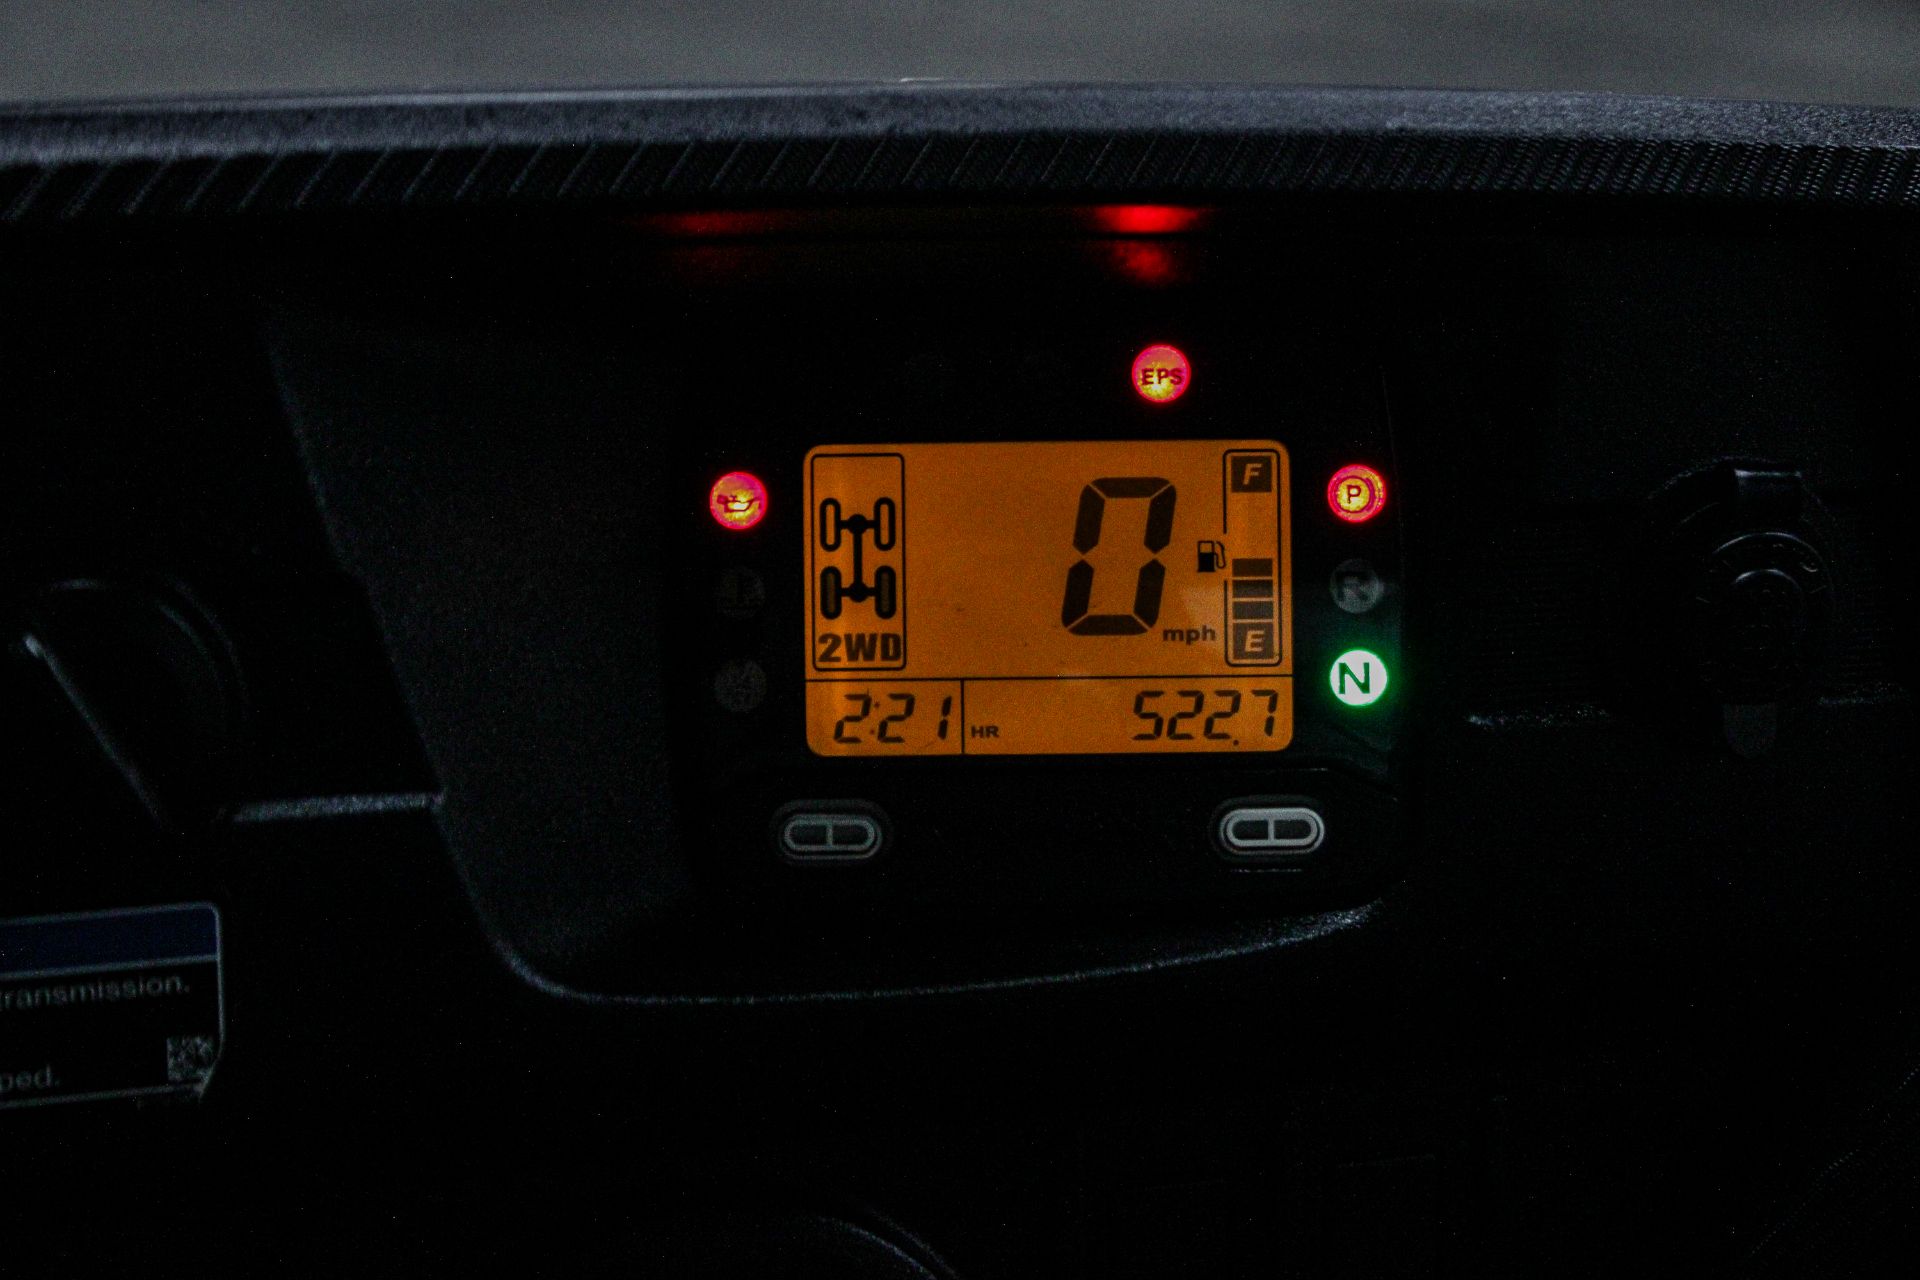 EPS
F
P
0
R
mph
E
N
2WD
2:21
HR
522.7
transmission.
ped.